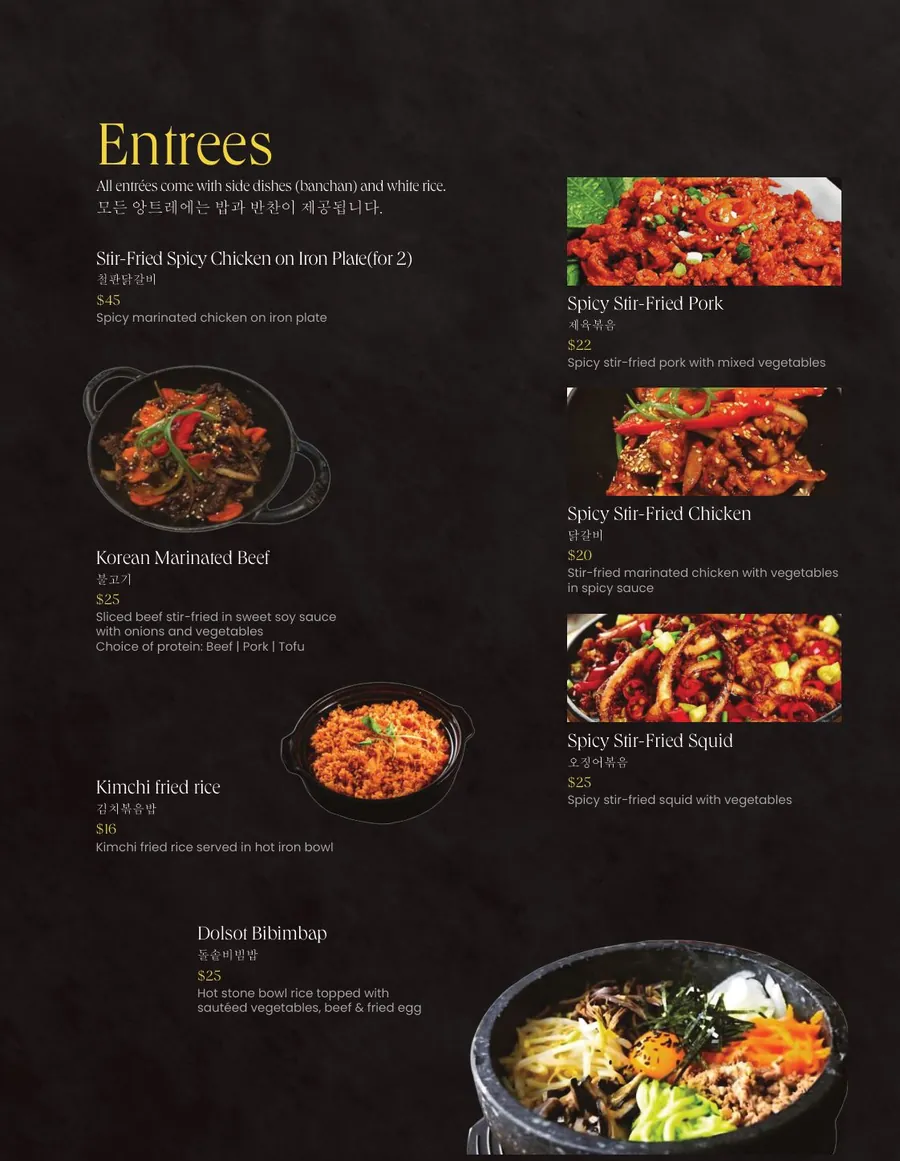 Entrees
All entrées come with side dishes (banchan) and white rice.
모든 앙트레에는 밥과 반찬이 제공됩니다.
Stir-Fried Spicy Chicken on Iron Plate(for 2)
철판닭갈비
$45
Spicy marinated chicken on iron plate
Korean Marinated Beef
불고기
$25
Sliced beef stir-fried in sweet soy sauce
with onions and vegetables
Choice of protein: Beef | Pork | Tofu
Kimchi fried rice
김치볶음밥
$16
Kimchi fried rice served in hot iron bowl
Dolsot Bibimbap
돌솥비빔밥
$25
Hot stone bowl rice topped with
sautéed vegetables, beef & fried egg
Spicy Stir-Fried Pork
제육볶음
$22
Spicy stir-fried pork with mixed vegetables
Spicy Stir-Fried Chicken
닭갈비
$20
Stir-fried marinated chicken with vegetables
in spicy sauce
Spicy Stir-Fried Squid
오징어볶음
$25
Spicy stir-fried squid with vegetables